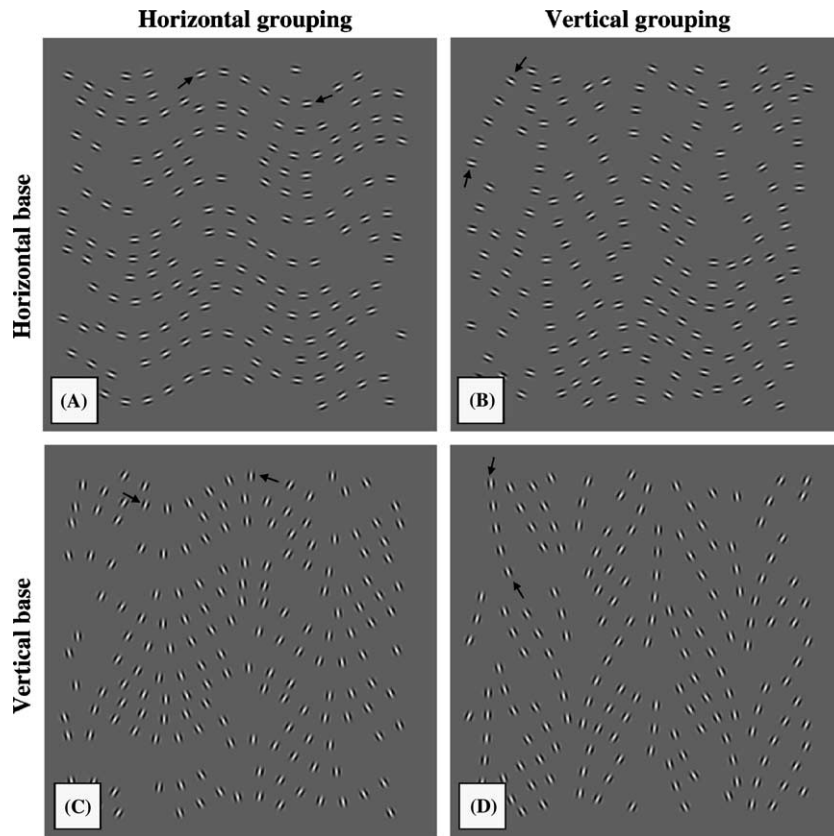 Horizontal grouping
Vertical grouping
Horizontal base
(A)
(B)
Vertical base
(C)
(D)